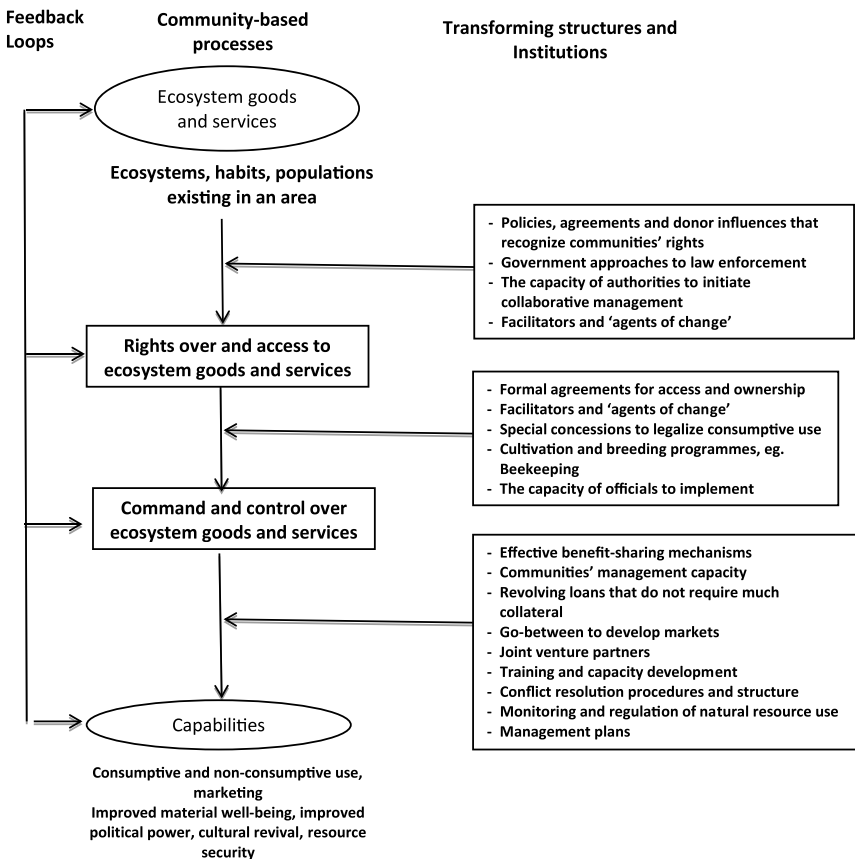 Feedback
Loops
Community-based
processes
Transforming structures and
Institutions
Ecosystem goods
and services
Ecosystems, habits, populations
existing in an area
- Policies, agreements and donor influences that
recognize communities’ rights
- Government approaches to law enforcement
- The capacity of authorities to initiate
collaborative management
- Facilitators and ‘agents of change’
Rights over and access to
ecosystem goods and services
- Formal agreements for access and ownership
- Facilitators and ‘agents of change’
- Special concessions to legalize consumptive use
- Cultivation and breeding programmes, eg.
Beekeeping
- The capacity of officials to implement
Command and control over
ecosystem goods and services
- Effective benefit-sharing mechanisms
- Communities’ management capacity
- Revolving loans that do not require much
collateral
- Go-between to develop markets
- Joint venture partners
- Training and capacity development
- Conflict resolution procedures and structure
- Monitoring and regulation of natural resource use
- Management plans
Capabilities
Consumptive and non-consumptive use,
marketing
Improved material well-being, improved
political power, cultural revival, resource
security